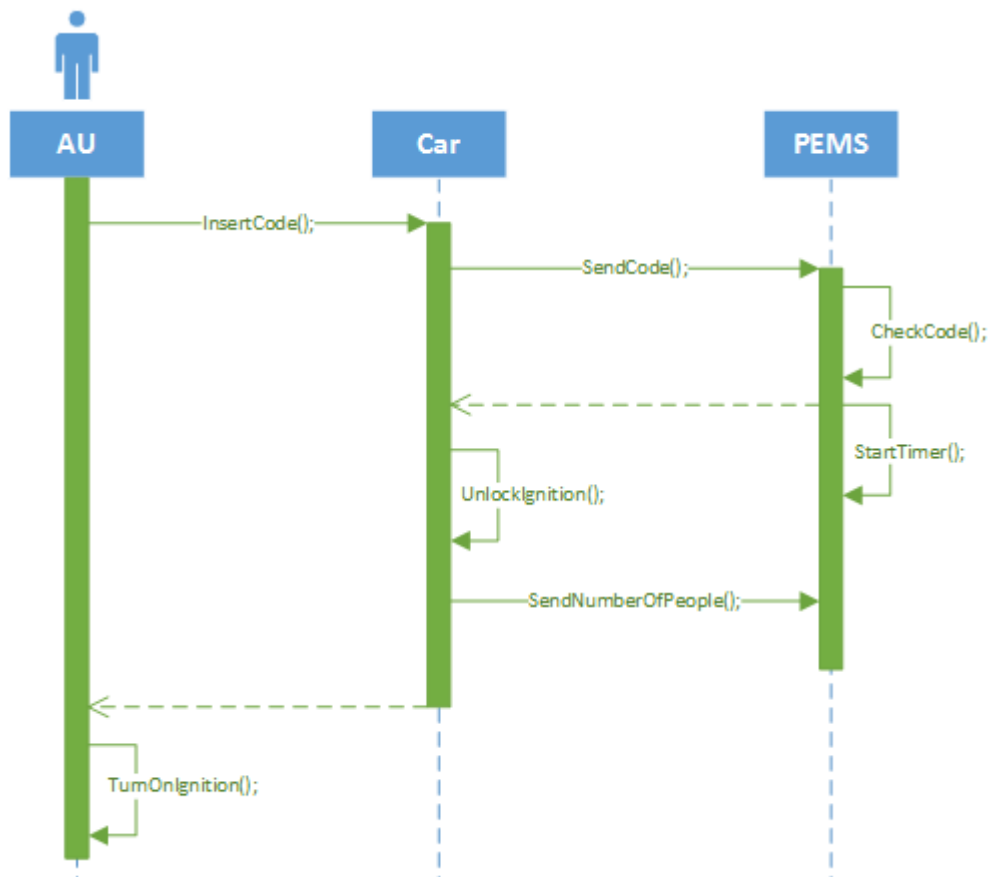 AU
Car
PEMS
InsertCode();
SendCode();
CheckCode();
StartTimer();
UnlockIgnition();
SendNumberOfPeople();
TurnOnIgnition();